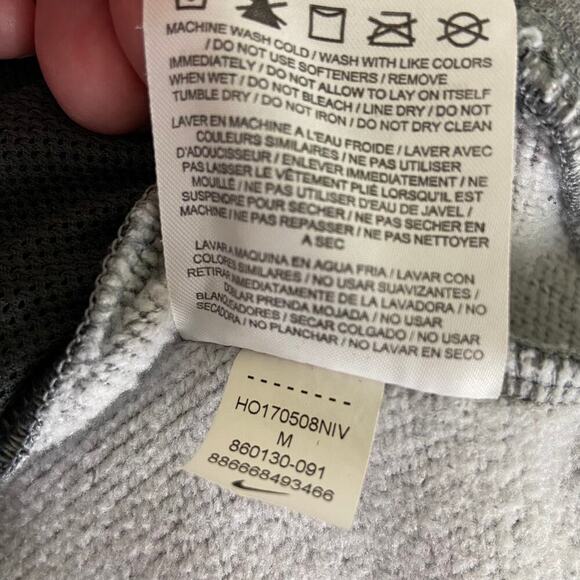 MACHINE WASH COLD / WASH WITH LIKE COLORS
/ DO NOT USE SOFTENERS / REMOVE
IMMEDIATELY / DO NOT ALLOW TO LAY ON ITSELF
WHEN WET / DO NOT BLEACH / LINE DRY / DO NOT
TUMBLE DRY / DO NOT IRON / DO NOT DRY CLEAN
LAVER EN MACHINE A L'EAU FROIDE / LAVER AVEC
COULEURS SIMILAIRES / NE PAS UTILISER
D'ADOUCISSEUR / ENLEVER IMMEDIATEMENT / NE
PAS LAISSER LE VÊTEMENT PLIÉ LORSQU'IL EST
MOUILLÉ / NE PAS UTILISER D'EAU DE JAVEL /
SUSPENDRE POUR SÉCHER / NE PAS SÉCHER EN
MACHINE / NE PAS REPASSER / NE PAS NETTOYER
A SEC
LAVAR A MAQUINA EN AGUA FRIA / LAVAR CON
COLORES SIMILARES / NO USAR SUAVIZANTES /
RETIRAR INMEDIATAMENTE DE LA LAVADORA / NO
DOBLAR PRENDA MOJADA / NO USAR
BLANQUEADORES / SECAR COLGADO / NO USAR
SECADORA / NO PLANCHAR / NO LAVAR EN SECO
HO170508NIV
M
860130-091
886668493466